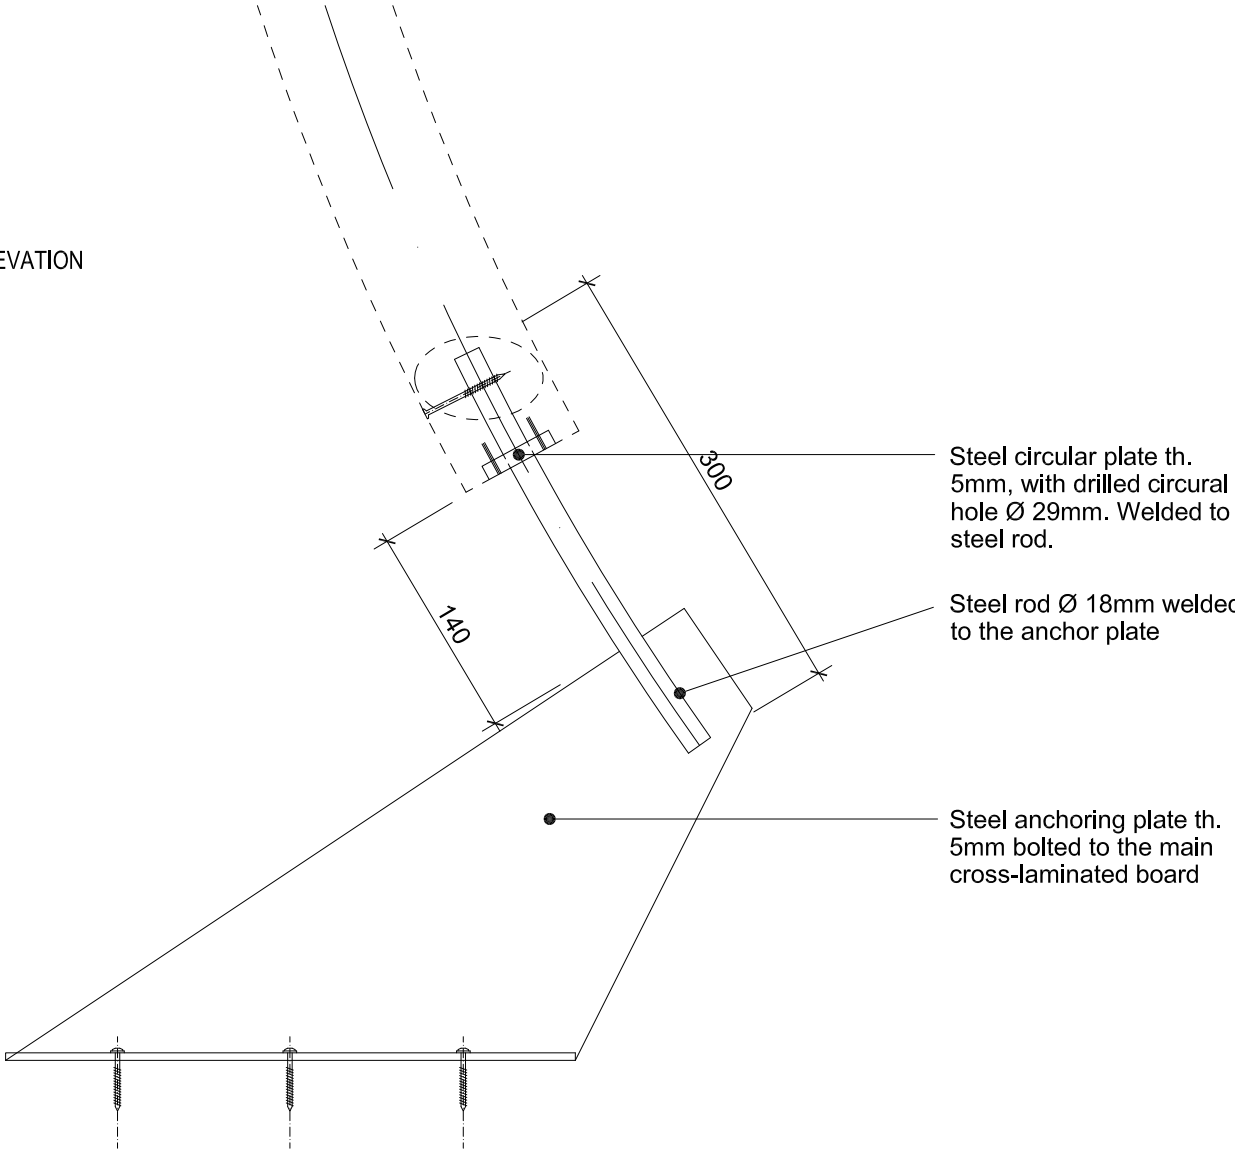 EVATION
300
Steel circular plate th.
5mm, with drilled circural
hole Ø 29mm. Welded to
steel rod.
140
Steel rod Ø 18mm welded
to the anchor plate
Steel anchoring plate th.
5mm bolted to the main
cross-laminated board